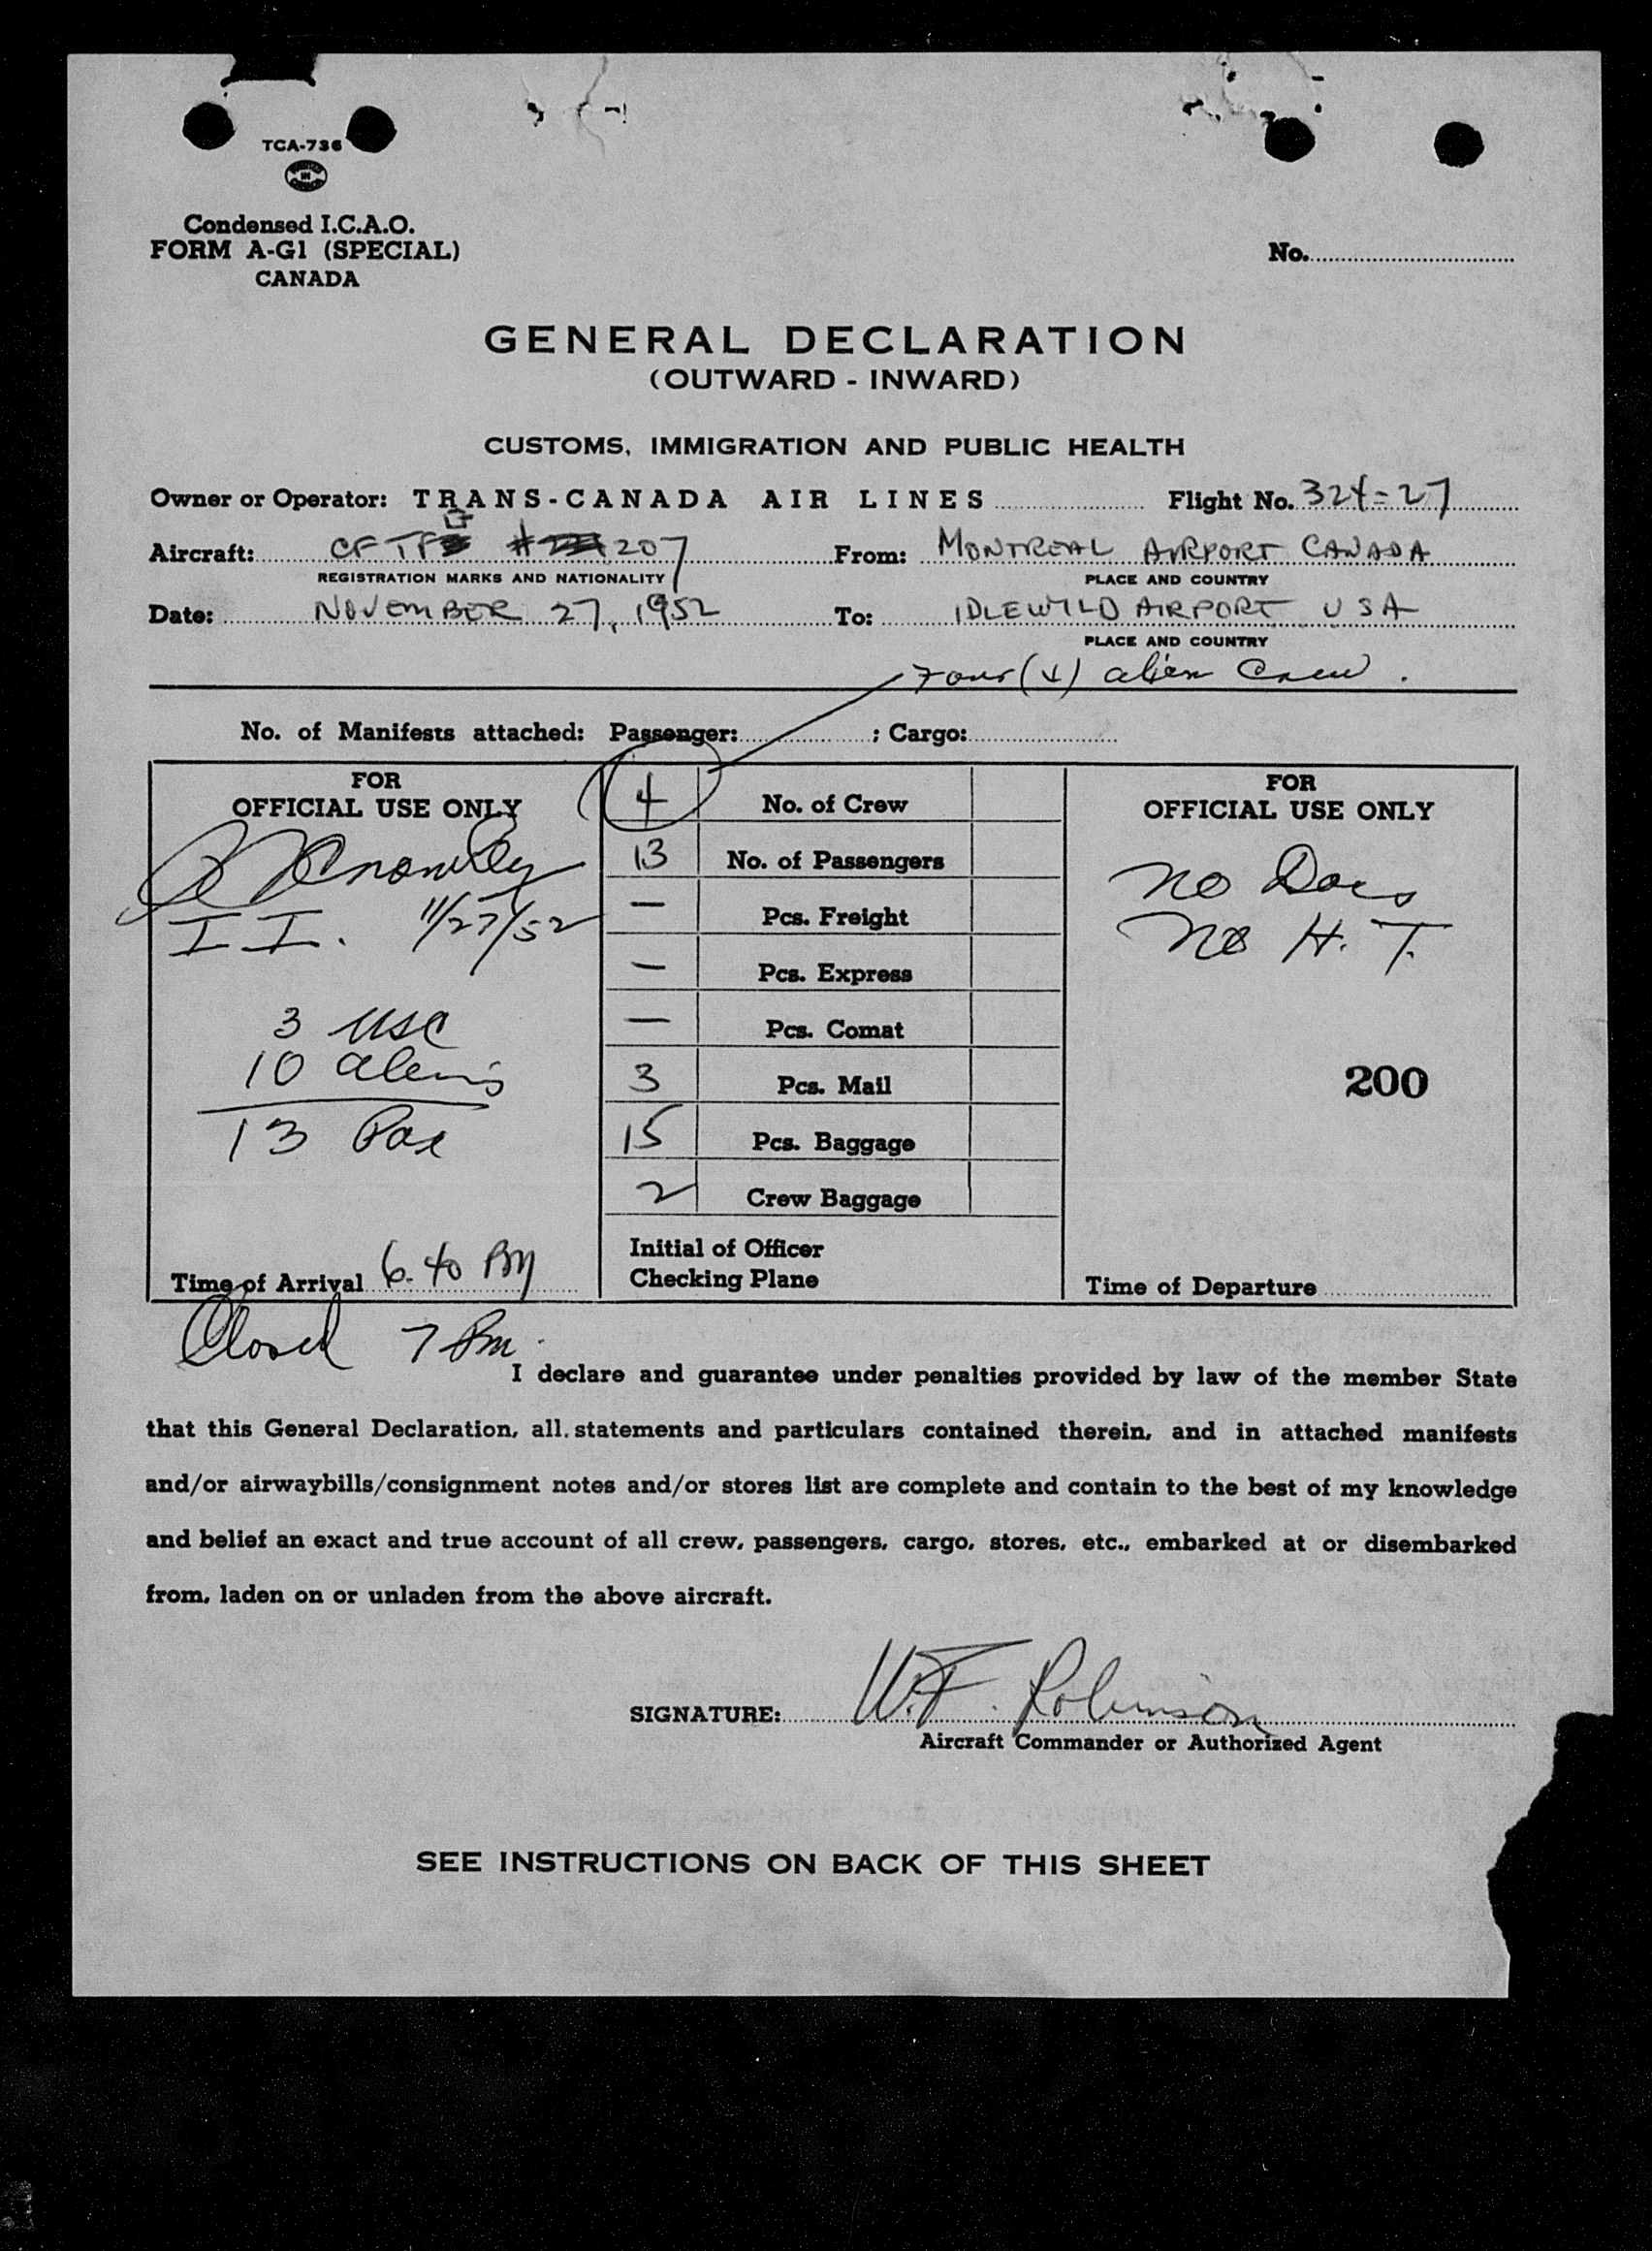 TCA-736
Condensed I.C.A.O.
FORM A-G1 (SPECIAL)
CANADA
No.
GENERAL DECLARATION
(OUTWARD - INWARD)
CUSTOMS, IMMIGRATION AND PUBLIC HEALTH
Owner or Operator: TRANS-CANADA AIR LINES Flight No. 324=27
Aircraft: CF TF # 207 From: MONTREAL AIRPORT CANADA
REGISTRATION MARKS AND NATIONALITY PLACE AND COUNTRY
Date: NOVEMBER 27, 1952 To: IDLEWILD AIRPORT USA
PLACE AND COUNTRY
Four (4) alien Crew.
No. of Manifests attached: Passenger: ; Cargo:
FOR
OFFICIAL USE ONLY
I I. 11/27/52
3 USC
10 aliens
13 Pax
Time of Arrival 6.40 PM
4 No. of Crew
13 No. of Passengers
— Pcs. Freight
— Pcs. Express
— Pcs. Comat
3 Pcs. Mail
15 Pcs. Baggage
2 Crew Baggage
Initial of Officer
Checking Plane
FOR
OFFICIAL USE ONLY
No Docs
No H. T.
200
Time of Departure
Closed 7 Pm.
I declare and guarantee under penalties provided by law of the member State
that this General Declaration, all statements and particulars contained therein, and in attached manifests
and/or airwaybills/consignment notes and/or stores list are complete and contain to the best of my knowledge
and belief an exact and true account of all crew, passengers, cargo, stores, etc., embarked at or disembarked
from, laden on or unladen from the above aircraft.
SIGNATURE: W.F. Robinson
Aircraft Commander or Authorized Agent
SEE INSTRUCTIONS ON BACK OF THIS SHEET